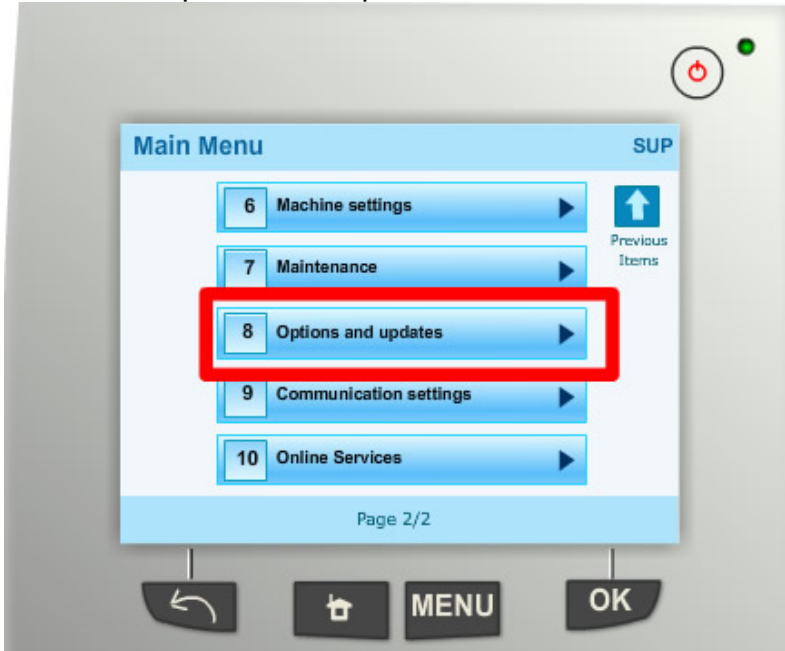 Main Menu
SUP
6 Machine settings
Previous
Items
7 Maintenance
8 Options and updates
9 Communication settings
10 Online Services
Page 2/2
MENU
OK